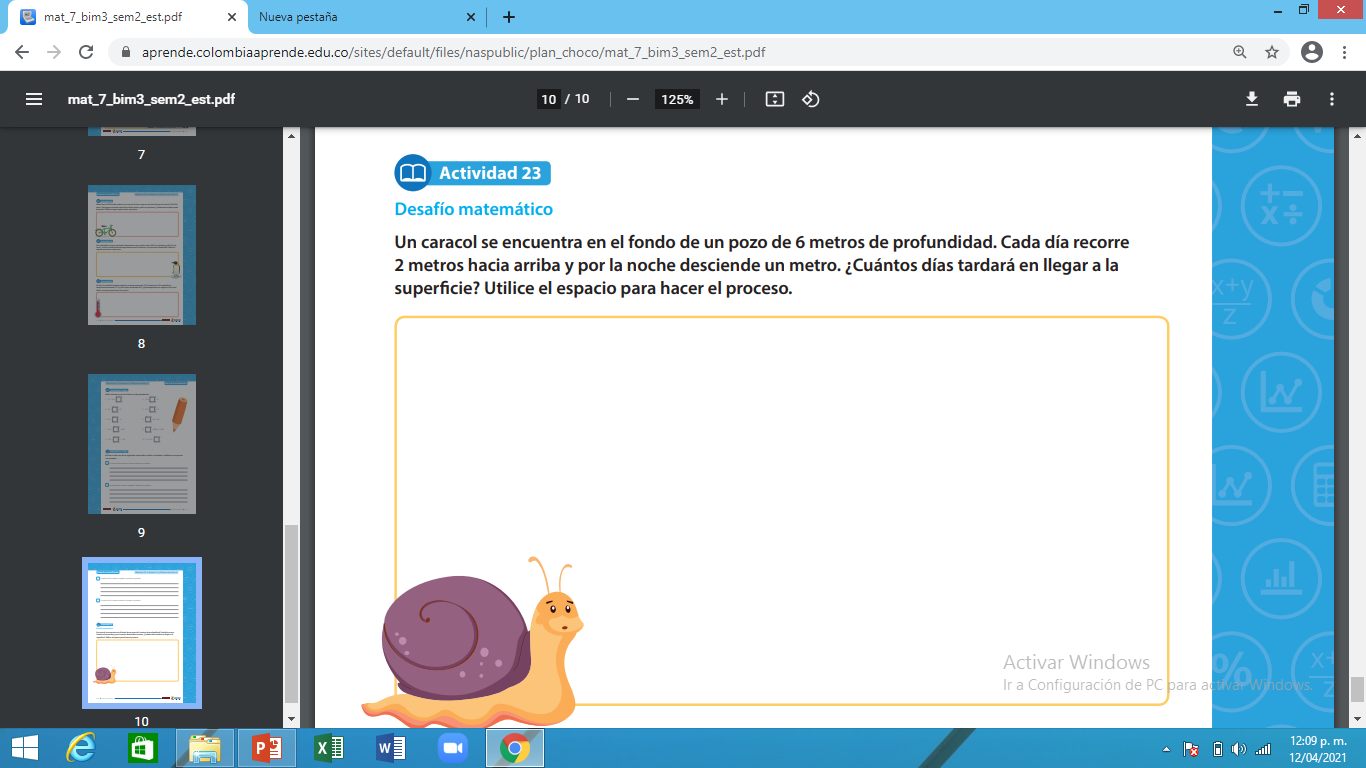 mat_7_bim3_sem2_est.pdf
Nueva pestaña
aprende.colombiaaprende.edu.co/sites/default/files/naspublic/plan_choco/mat_7_bim3_sem2_est.pdf
mat_7_bim3_sem2_est.pdf
10 / 10
125%
7
8
9
10
Actividad 23
Desafío matemático
Un caracol se encuentra en el fondo de un pozo de 6 metros de profundidad. Cada día recorre
2 metros hacia arriba y por la noche desciende un metro. ¿Cuántos días tardará en llegar a la
superficie? Utilice el espacio para hacer el proceso.
x+y
z
%
Activar Windows
Ir a Configuración de PC para activar Windows.
12:09 p. m.
12/04/2021